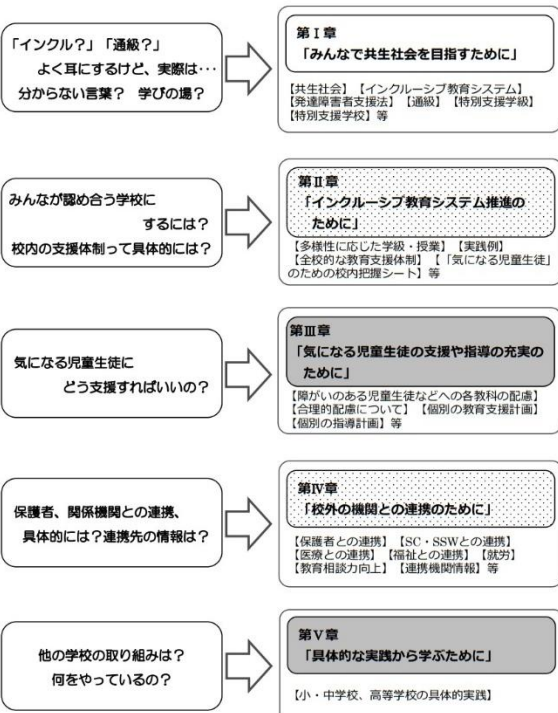 「インクル？」「通級？」
よく耳にするけど、実際は･･･
分からない言葉？　学びの場？
第Ⅰ章
「みんなで共生社会を目指すために」
【共生社会】【インクルーシブ教育システム】
【発達障害者支援法】【通級】【特別支援学級】
【特別支援学校】等
みんなが認め合う学校に
するには？
校内の支援体制って具体的には？
第Ⅱ章
「インクルーシブ教育システム推進の
ために」
【多様性に応じた学級・授業】【実践例】
【全校的な教育支援体制】【「気になる児童生徒」
のための校内把握シート】等
気になる児童生徒に
どう支援すればいいの？
第Ⅲ章
「気になる児童生徒の支援や指導の充実の
ために」
【障がいのある児童生徒などへの各教科の配慮】
【合理的配慮について】【個別の教育支援計画】
【個別の指導計画】等
保護者、関係機関との連携、
具体的には？連携先の情報は？
第Ⅳ章
「校外の機関との連携のために」
【保護者との連携】【SC・SSWとの連携】
【医療との連携】【福祉との連携】【就労】
【教育相談力向上】【連携機関情報】等
他の学校の取り組みは？
何をやっているの？
第Ⅴ章
「具体的な実践から学ぶために」
【小・中学校、高等学校の具体的実践】